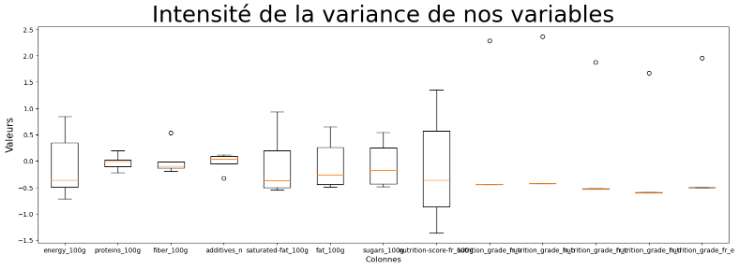 Intensité de la variance de nos variables
Valeurs
2.5
2.0
1.5
1.0
0.5
0.0
−0.5
−1.0
−1.5
energy_100g proteins_100g fiber_100g additives_n saturated-fat_100g fat_100g sugars_100g nutrition_grade_fr_e
Colonnes